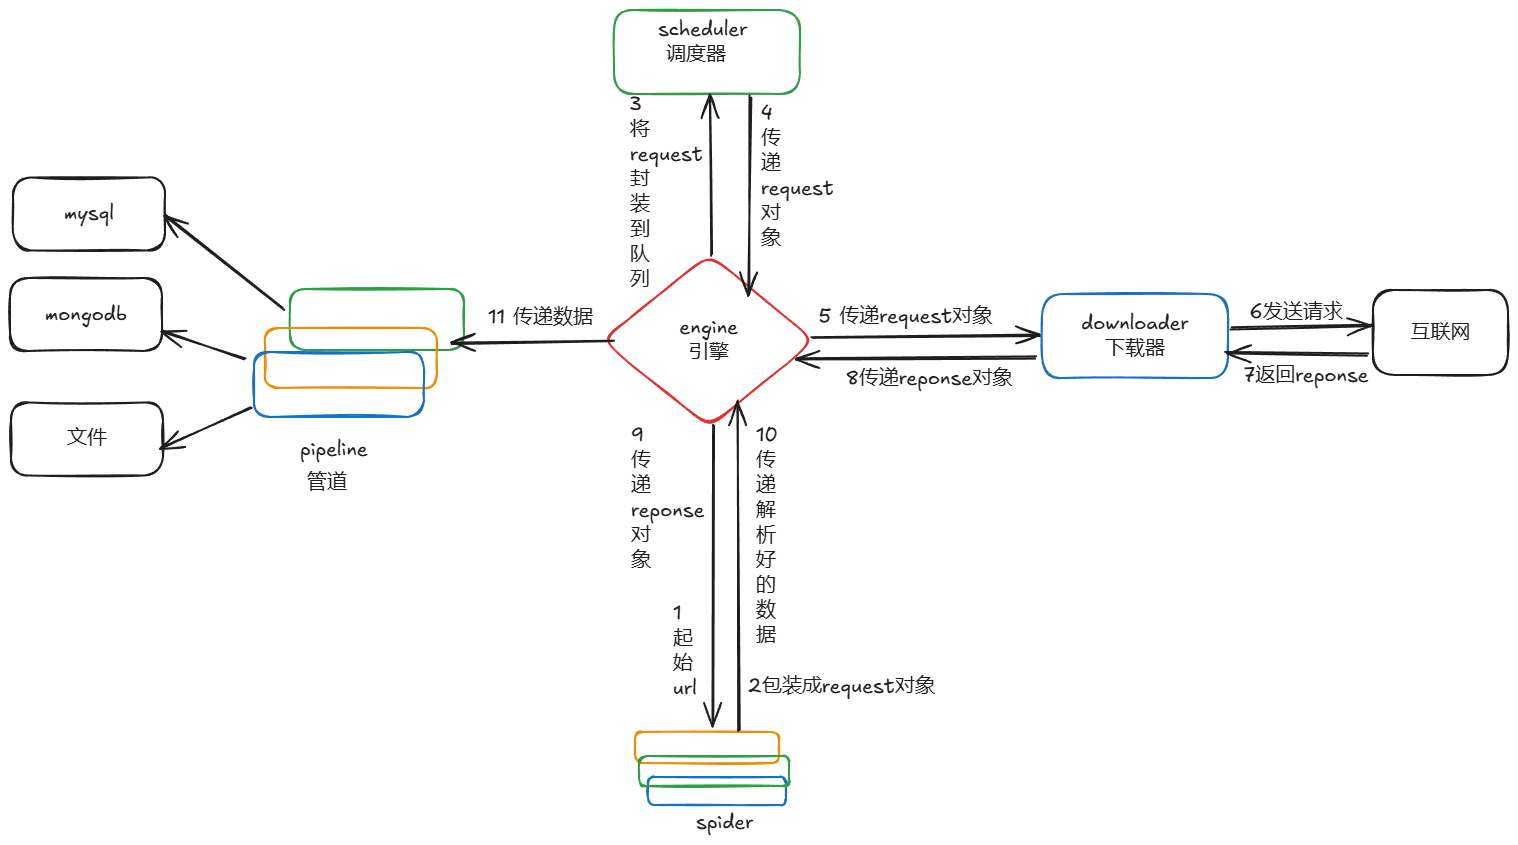 scheduler
调度器
3
将
request
封
装
到
队
列
4
传
递
request
对
象
mysql
mongodb
文件
pipeline
管道
11 传递数据
engine
引擎
5 传递request对象
8传递reponse对象
downloader
下载器
6发送请求
7返回reponse
互联网
9
传
递
reponse
对
象
10
传
递
解
析
好
的
数
据
1
起
始
url
2包装成request对象
spider